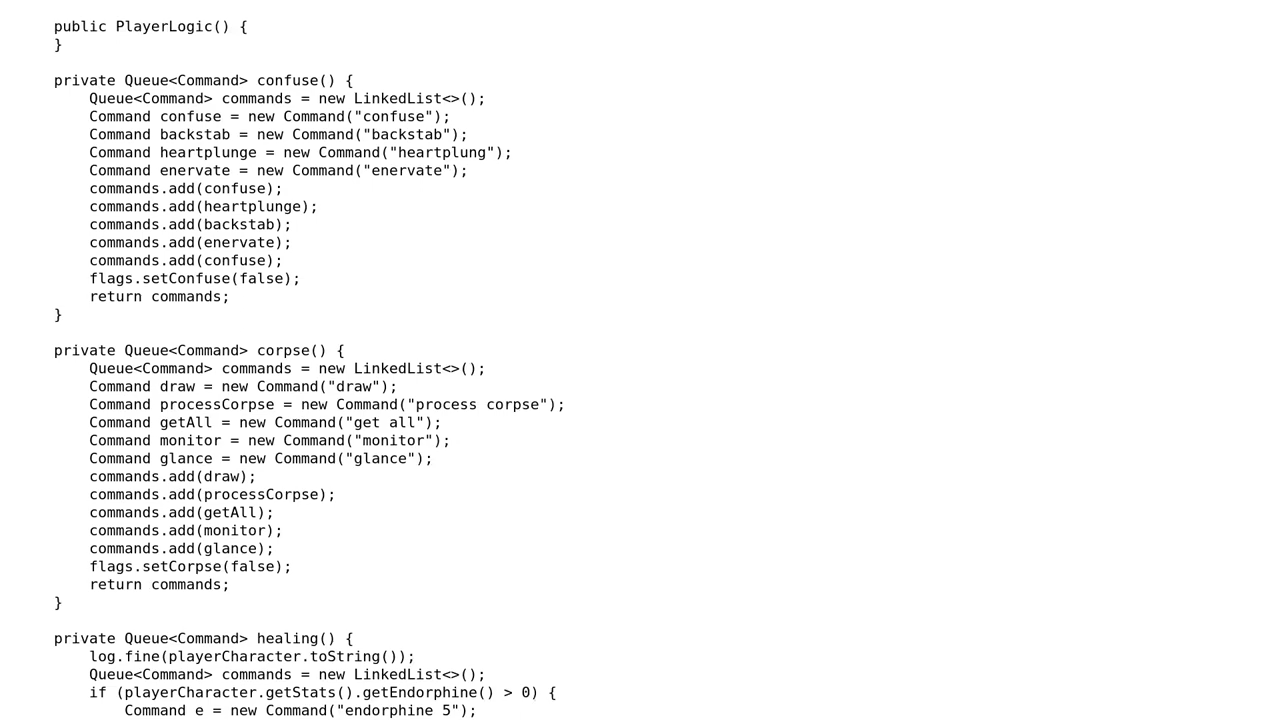 public PlayerLogic() {
}
private Queue<Command> confuse() {
Queue<Command> commands = new LinkedList<>();
Command confuse = new Command("confuse");
Command backstab = new Command("backstab");
Command heartplunge = new Command("heartplung");
Command enervate = new Command("enervate");
commands.add(confuse);
commands.add(heartplunge);
commands.add(backstab);
commands.add(enervate);
commands.add(confuse);
flags.setConfuse(false);
return commands;
}
private Queue<Command> corpse() {
Queue<Command> commands = new LinkedList<>();
Command draw = new Command("draw");
Command processCorpse = new Command("process corpse");
Command getAll = new Command("get all");
Command monitor = new Command("monitor");
Command glance = new Command("glance");
commands.add(draw);
commands.add(processCorpse);
commands.add(getAll);
commands.add(monitor);
commands.add(glance);
flags.setCorpse(false);
return commands;
}
private Queue<Command> healing() {
log.fine(playerCharacter.toString());
Queue<Command> commands = new LinkedList<>();
if (playerCharacter.getStats().getEndorphine() > 0) {
Command e = new Command("endorphine 5");